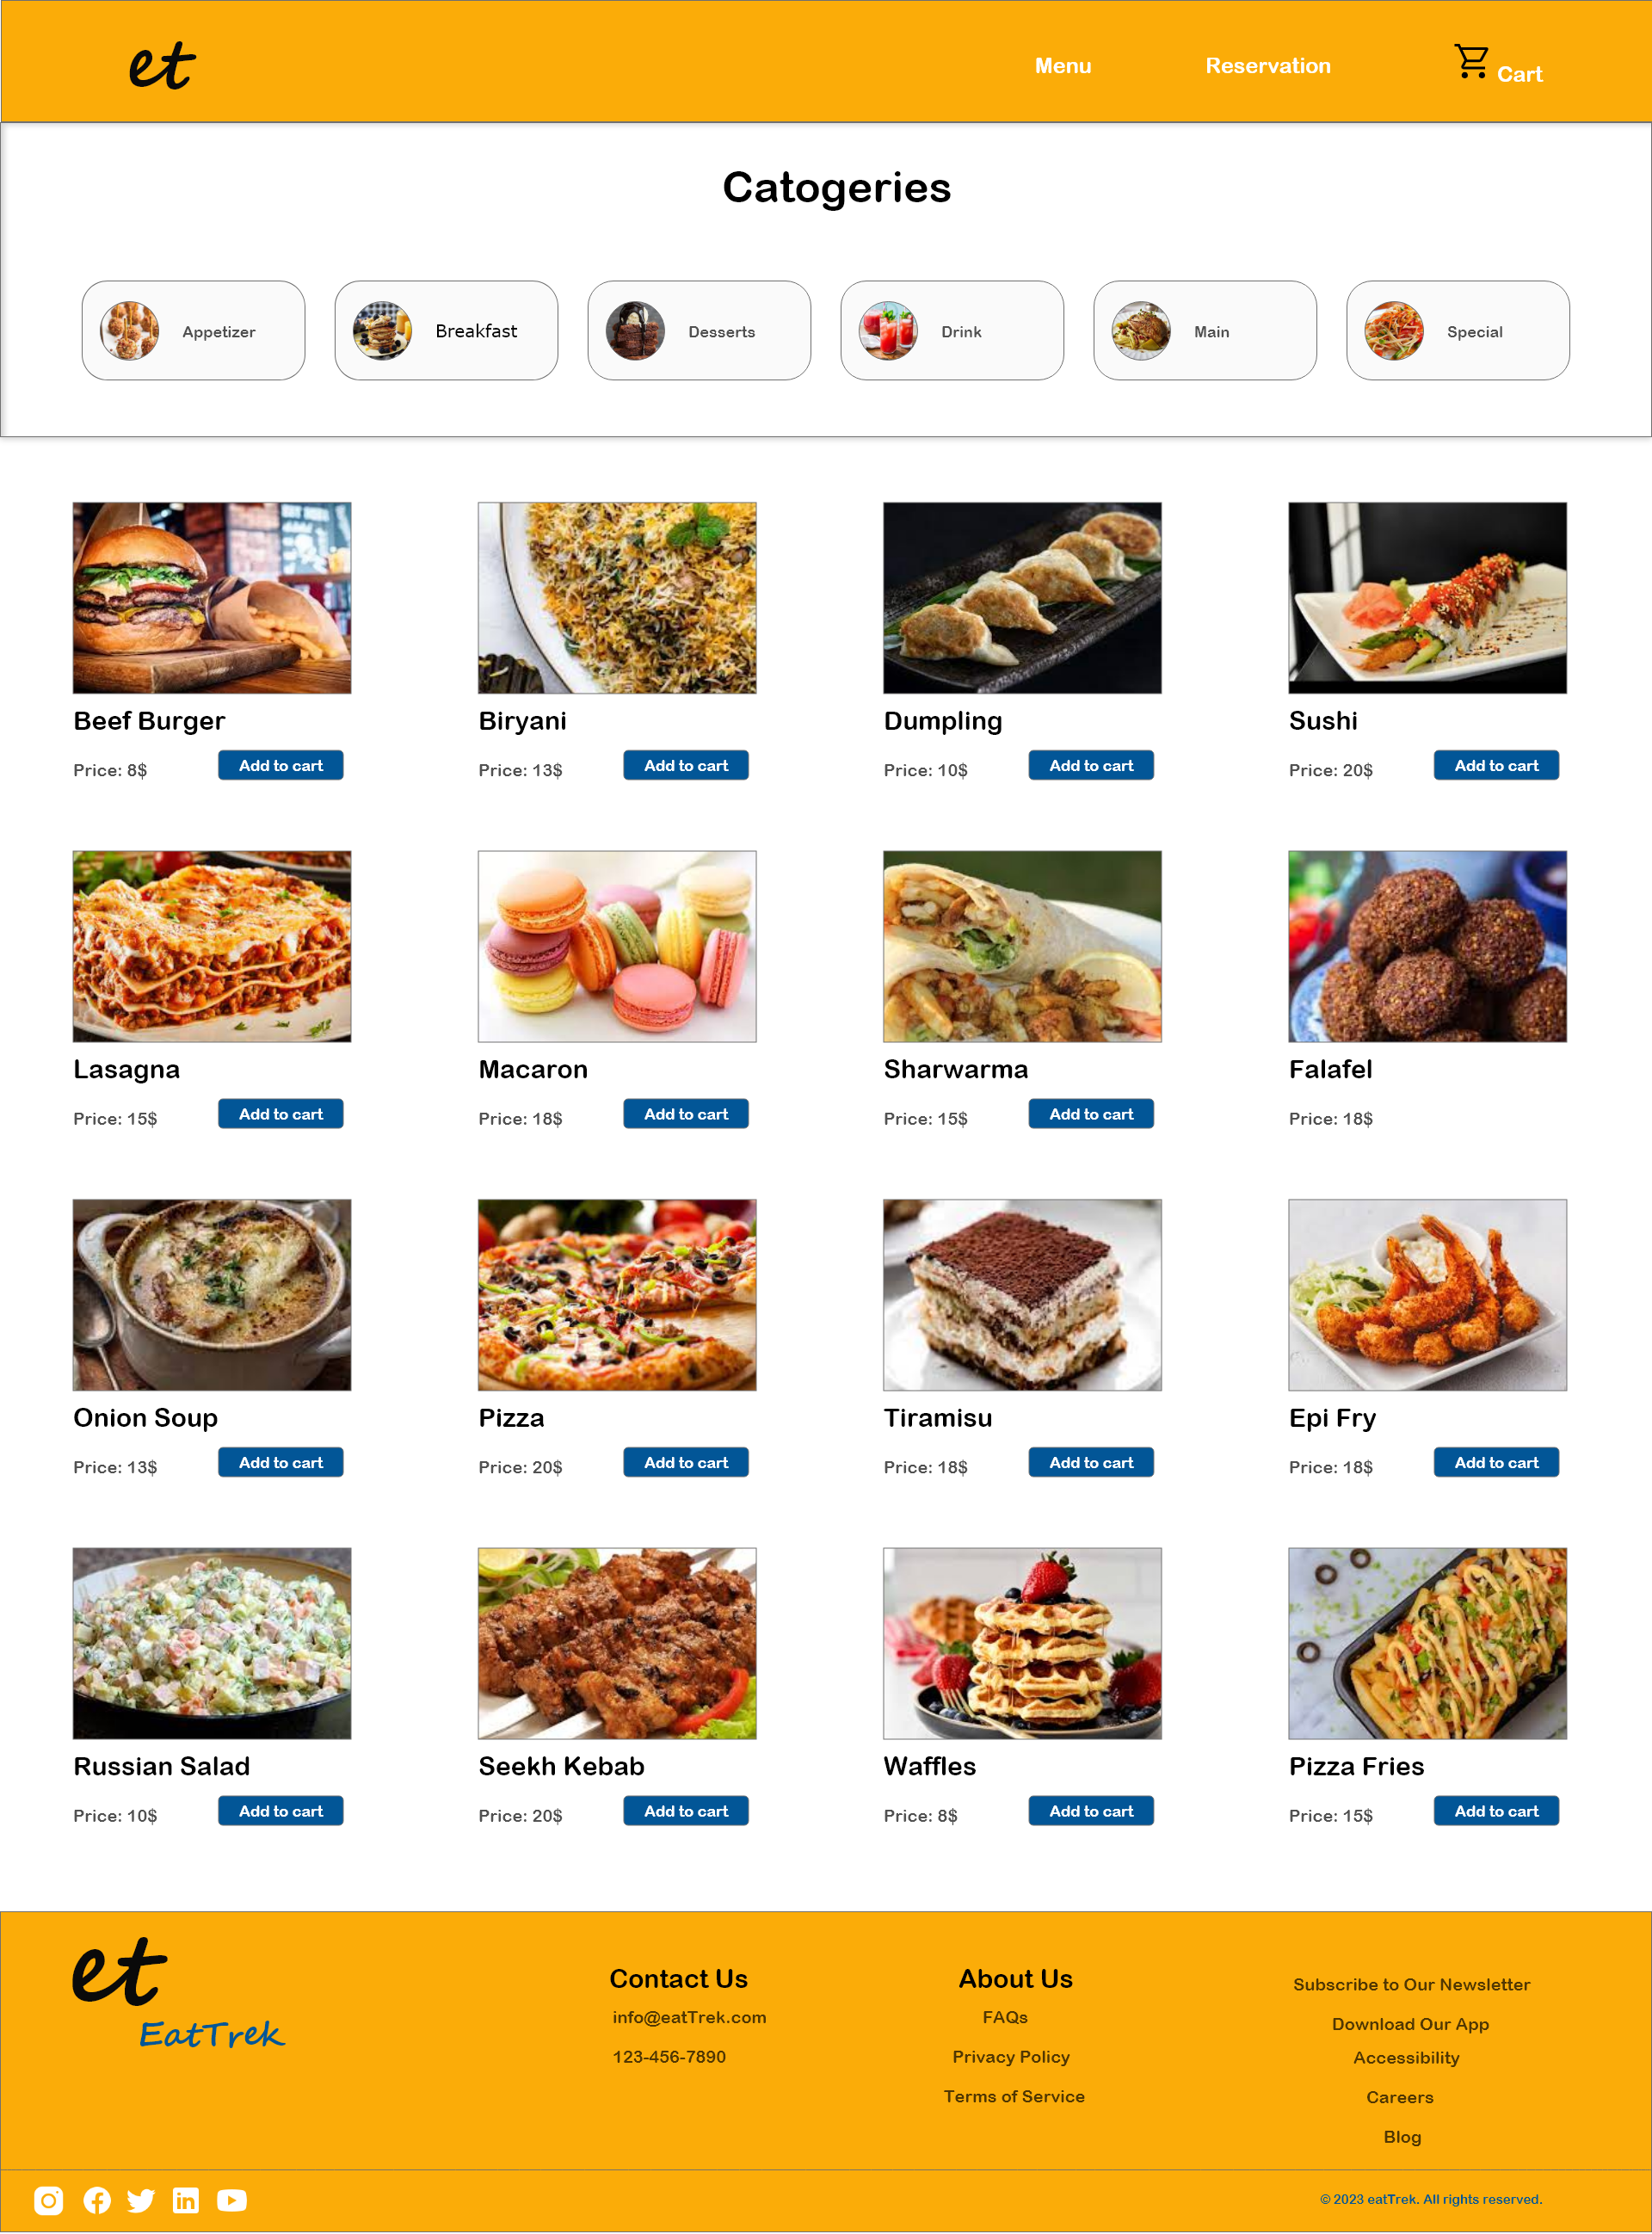 et
Menu
Reservation
Cart
Catogeries
Appetizer
Breakfast
Desserts
Drink
Main
Special
Beef Burger
Price: 8$
Add to cart
Biryani
Price: 13$
Add to cart
Dumpling
Price: 10$
Add to cart
Sushi
Price: 20$
Add to cart
Lasagna
Price: 15$
Add to cart
Macaron
Price: 18$
Add to cart
Sharwarma
Price: 15$
Add to cart
Falafel
Price: 18$
Onion Soup
Price: 13$
Add to cart
Pizza
Price: 20$
Add to cart
Tiramisu
Price: 18$
Add to cart
Epi Fry
Price: 18$
Add to cart
Russian Salad
Price: 10$
Add to cart
Seekh Kebab
Price: 20$
Add to cart
Waffles
Price: 8$
Add to cart
Pizza Fries
Price: 15$
Add to cart
et
EatTrek
Contact Us
info@eatTrek.com
123-456-7890
About Us
FAQs
Privacy Policy
Terms of Service
Subscribe to Our Newsletter
Download Our App
Accessibility
Careers
Blog
© 2023 eatTrek. All rights reserved.